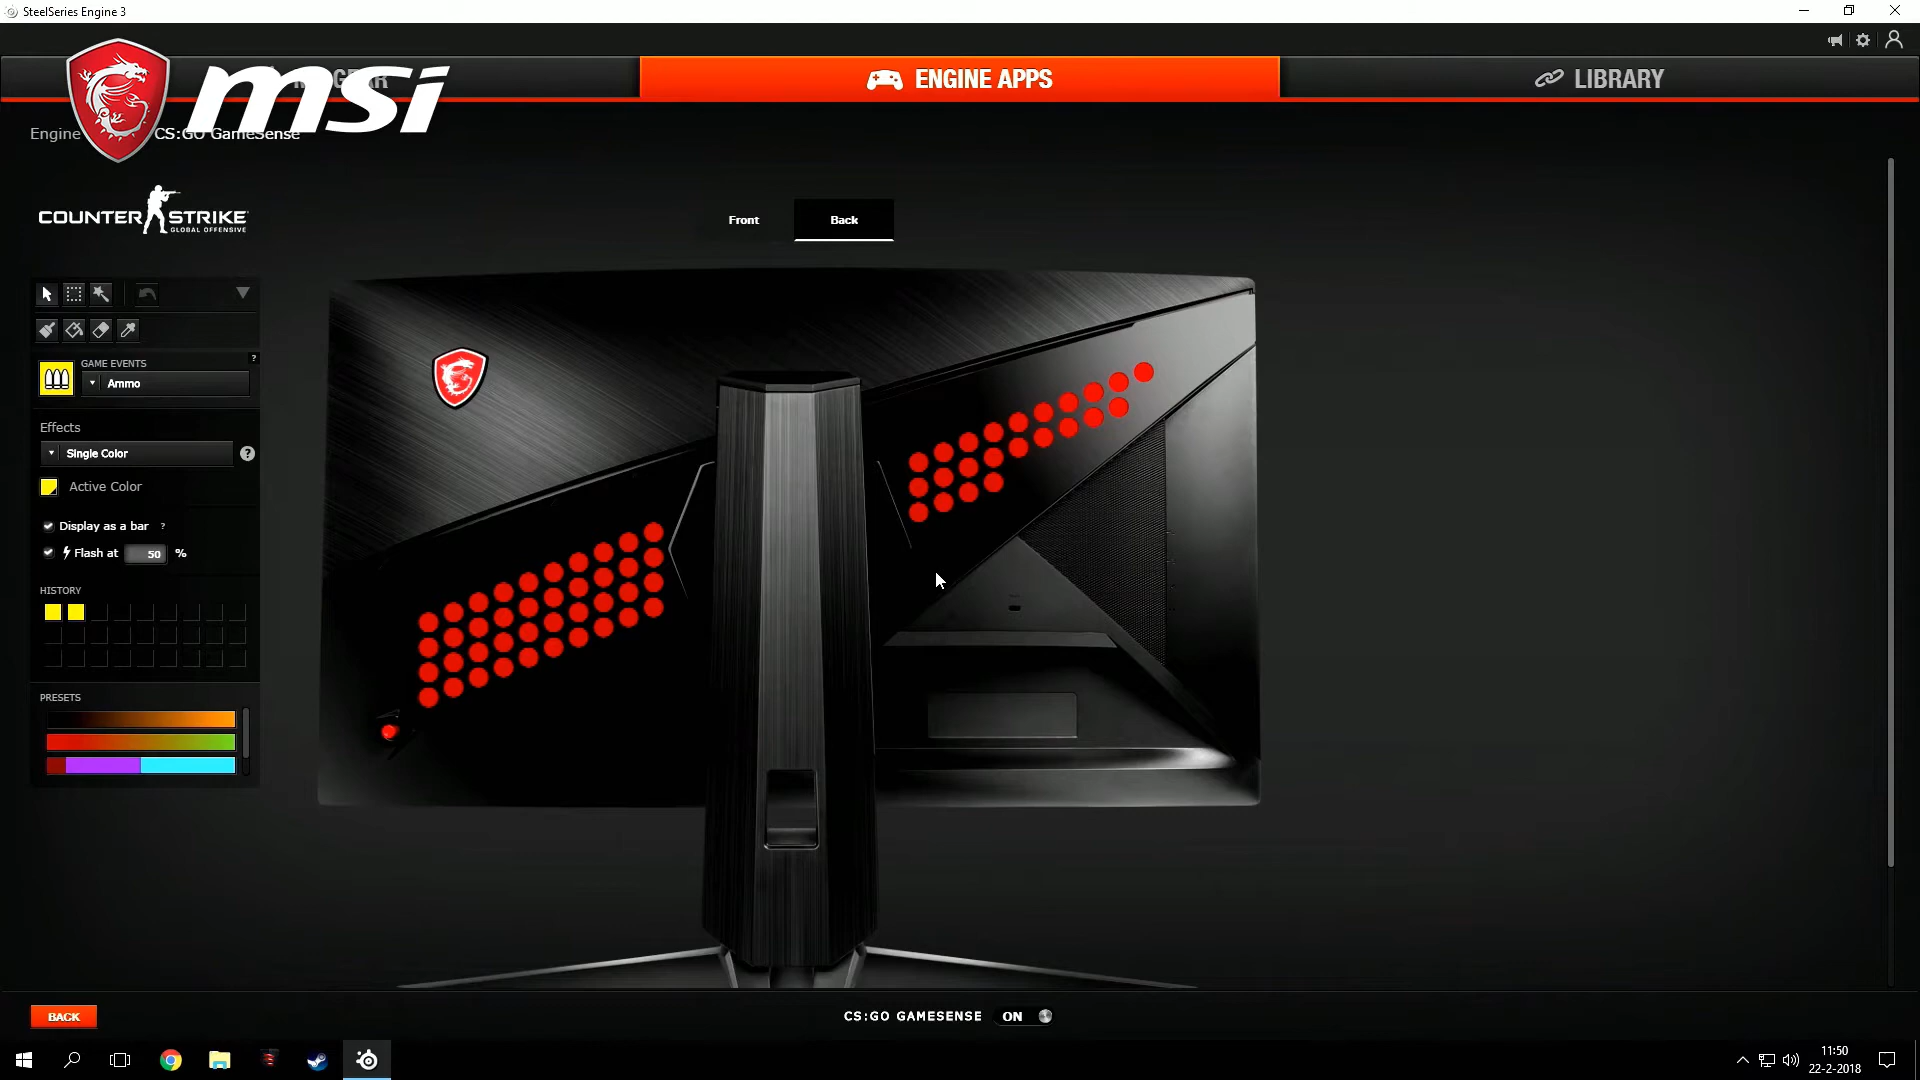 SteelSeries Engine 3
msi
ENGINE APPS
LIBRARY
Engine
CS:GO GameSense
COUNTER STRIKE
GLOBAL OFFENSIVE
Front
Back
GAME EVENTS
?
Ammo
Effects
Single Color
?
Active Color
Display as a bar ?
Flash at 50 %
HISTORY
PRESETS
BACK
CS:GO GAMESENSE ON
11:50
22-2-2018